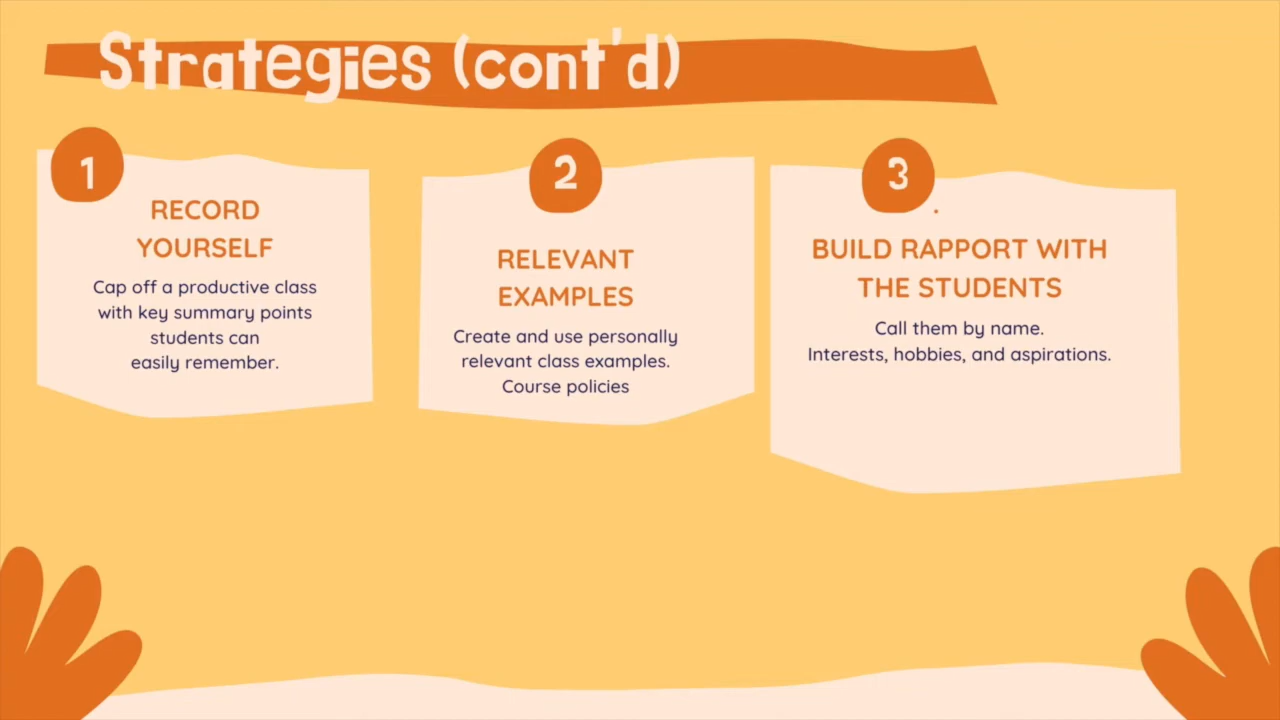 Strategies (cont'd)
1
RECORD
YOURSELF
Cap off a productive class
with key summary points
students can
easily remember.
2
RELEVANT
EXAMPLES
Create and use personally
relevant class examples.
Course policies
3
.
BUILD RAPPORT WITH
THE STUDENTS
Call them by name.
Interests, hobbies, and aspirations.